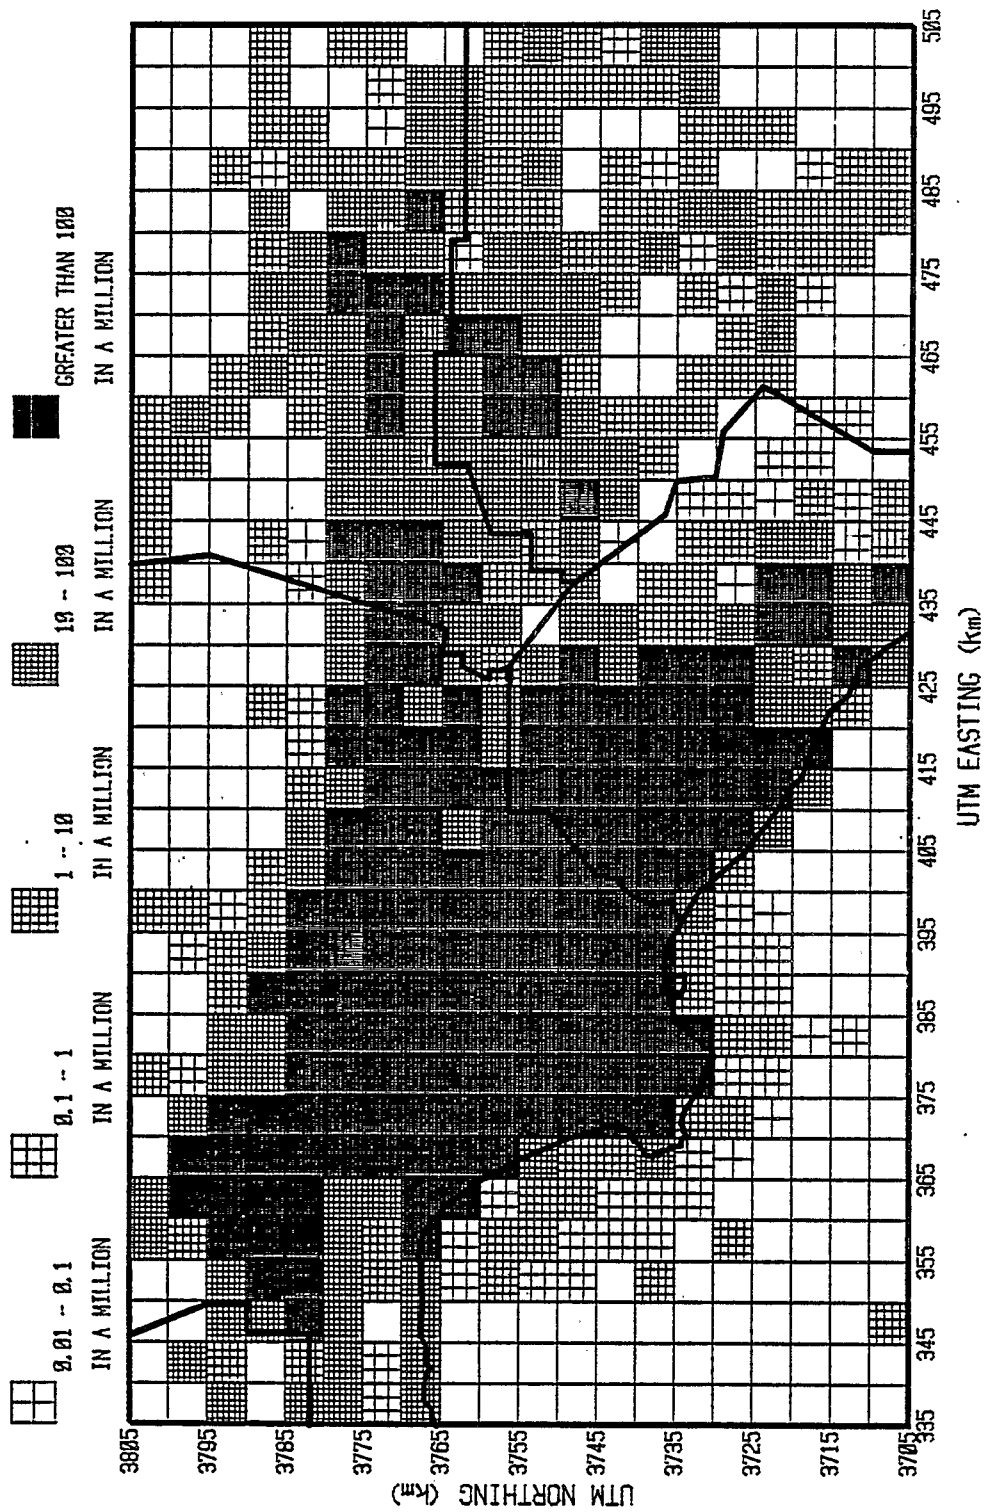 0.01 - 0.1
IN A MILLION
0.1 - 1
IN A MILLION
1 - 10
IN A MILLION
10 - 100
IN A MILLION
GREATER THAN 100
IN A MILLION
UTM NORTHING (km)
3805
3795
3785
3775
3765
3755
3745
3735
3725
3715
3705
335
345
355
365
375
385
395
405
415
425
435
445
455
465
475
485
495
505
UTM EASTING (km)